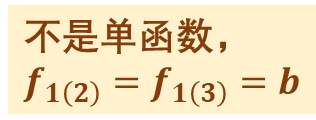 不是单函数，
f₁₍₂₎ = f₁₍₃₎ = b